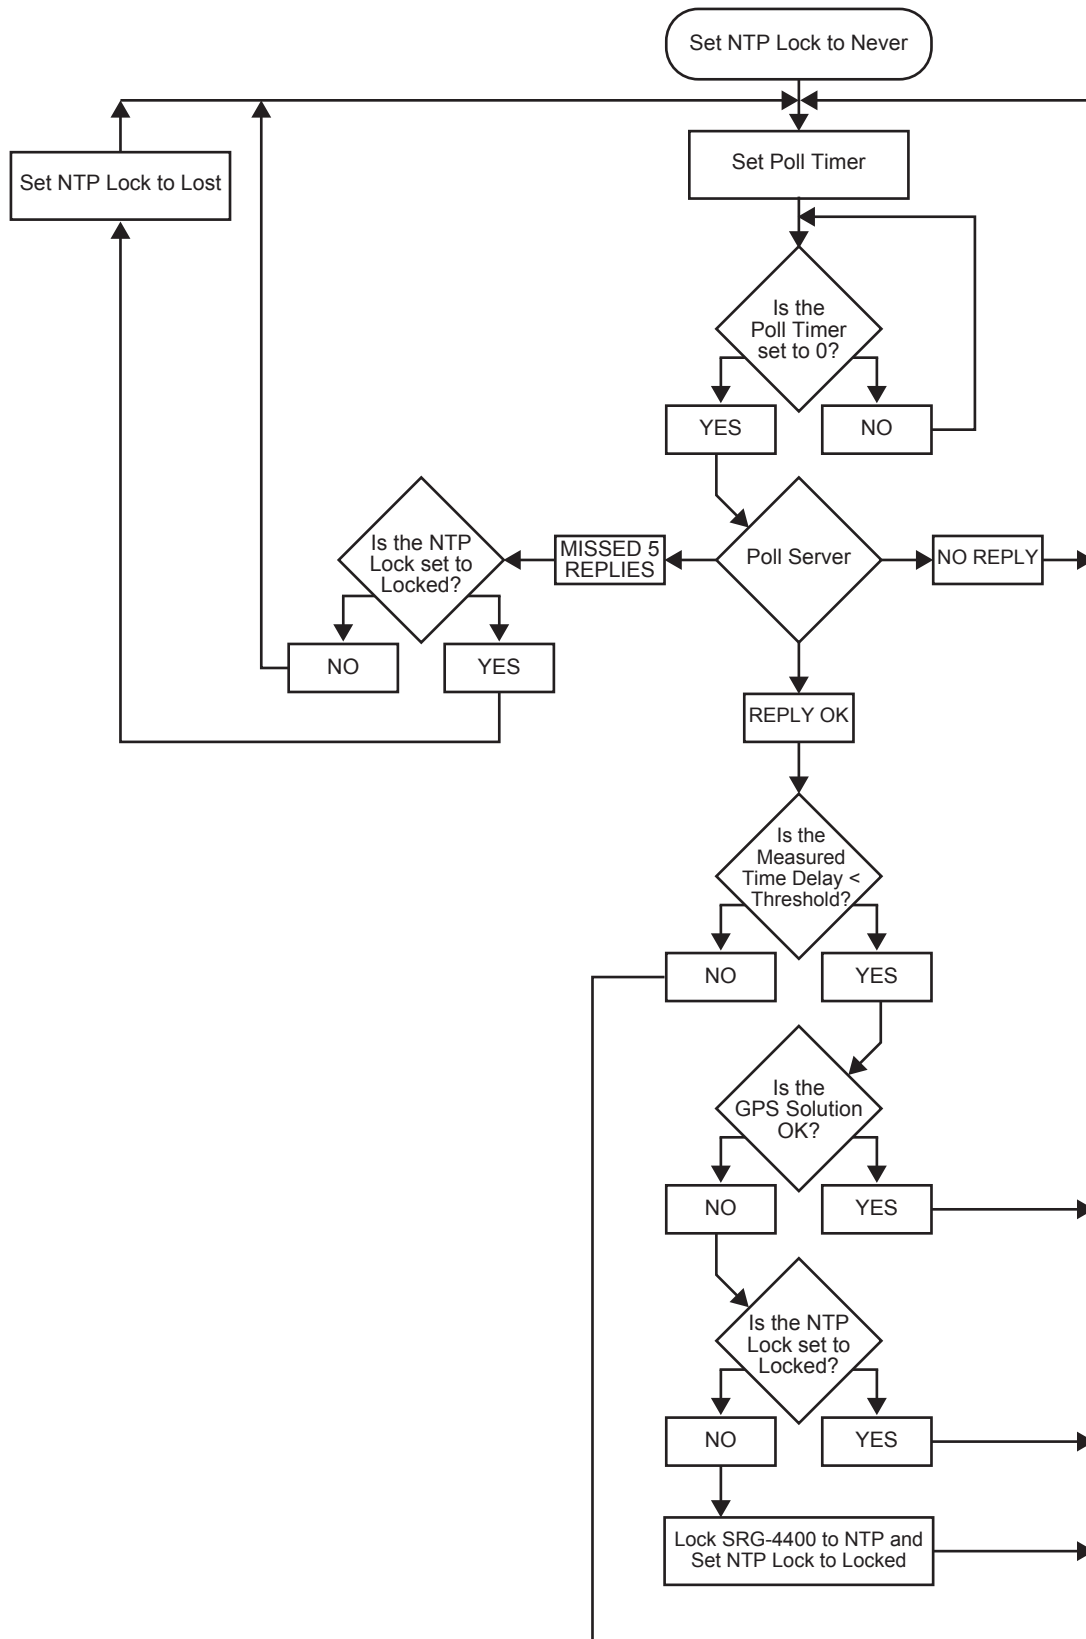 Set NTP Lock to Never
Set Poll Timer
Set NTP Lock to Lost
Is the
Poll Timer
set to 0?
YES
NO
Is the NTP
Lock set to
Locked?
MISSED 5
REPLIES
Poll Server
NO REPLY
NO
YES
REPLY OK
Is the
Measured
Time Delay <
Threshold?
NO
YES
Is the
GPS Solution
OK?
NO
YES
Is the NTP
Lock set to
Locked?
NO
YES
Lock SRG-4400 to NTP and
Set NTP Lock to Locked